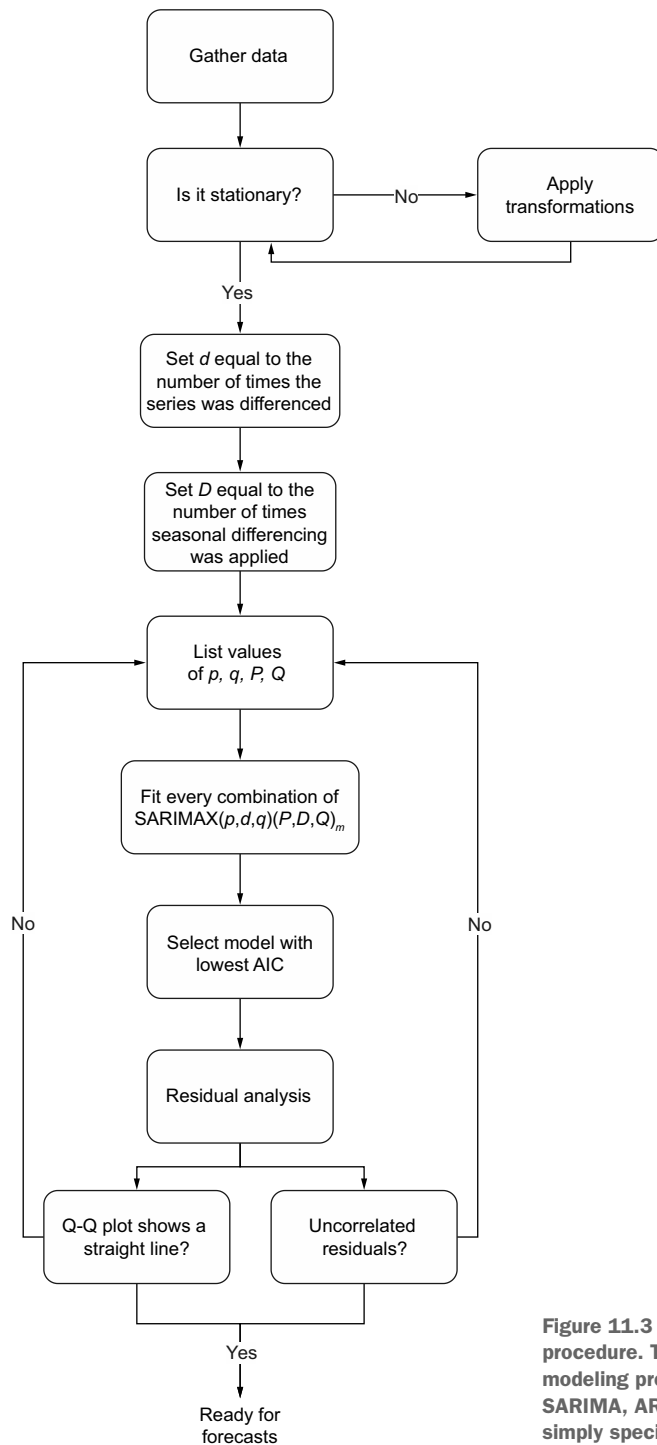 Gather data
Is it stationary?
No
Apply
transformations
Yes
Set d equal to the
number of times the
series was differenced
Set D equal to the
number of times
seasonal differencing
was applied
List values
of p, q, P, Q
Fit every combination of
SARIMAX(p,d,q)(P,D,Q)m
No
Select model with
lowest AIC
No
Residual analysis
Q-Q plot shows a
straight line?
Uncorrelated
residuals?
Yes
Ready for
forecasts
Figure 11.3
procedure. T
modeling pro
SARIMA, AR
simply speci